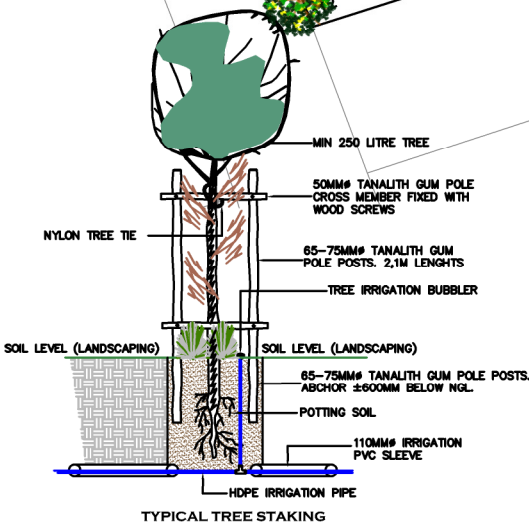 MIN 250 LITRE TREE
50MMø TANALITH GUM POLE
CROSS MEMBER FIXED WITH
WOOD SCREWS
NYLON TREE TIE
65-75MMø TANALITH GUM
POLE POSTS. 2,1M LENGHTS
TREE IRRIGATION BUBBLER
SOIL LEVEL (LANDSCAPING)
SOIL LEVEL (LANDSCAPING)
65-75MMø TANALITH GUM POLE POSTS.
ABCHOR ±600MM BELOW NGL.
POTTING SOIL
110MMø IRRIGATION
PVC SLEEVE
HDPE IRRIGATION PIPE
TYPICAL TREE STAKING